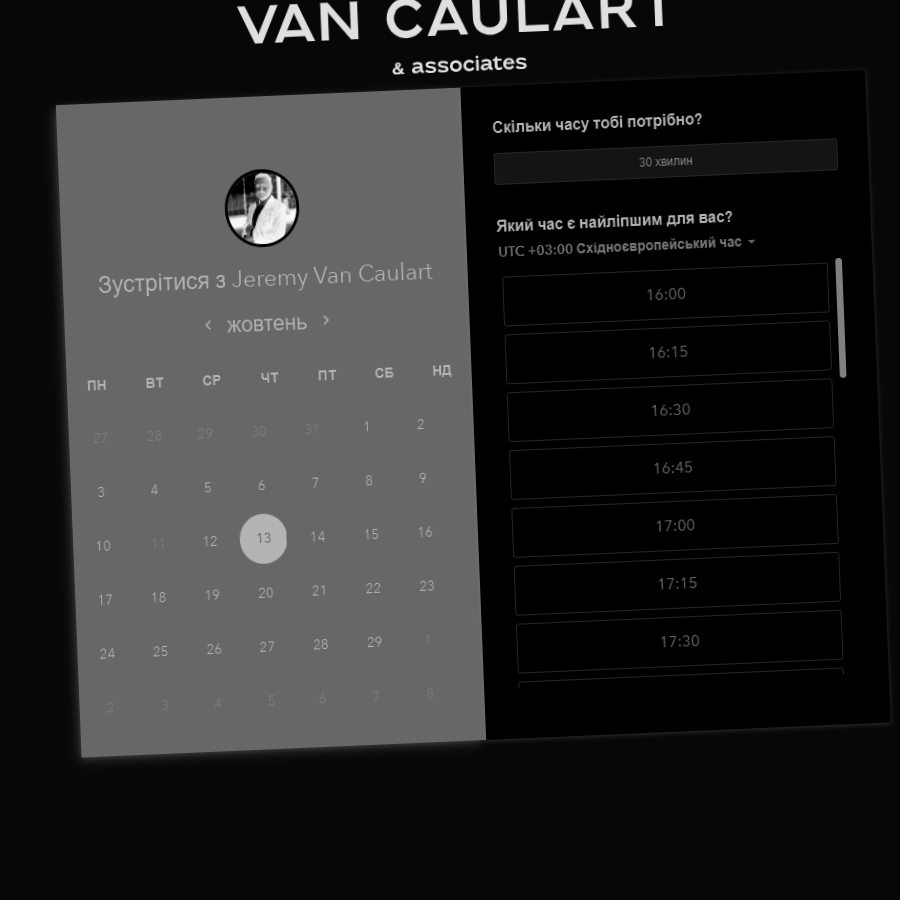 VAN CAULART
& associates
Зустрітися з Jeremy Van Caulart
‹ жовтень ›
ПН ВТ СР ЧТ ПТ СБ НД
27 28 29 30 31 1 2
3 4 5 6 7 8 9
10 11 12 13 14 15 16
17 18 19 20 21 22 23
24 25 26 27 28 29 1
2 3 4 5 6 7 8
Скільки часу тобі потрібно?
30 хвилин
Який час є найліпшим для вас?
UTC +03:00 Східноєвропейський час
16:00
16:15
16:30
16:45
17:00
17:15
17:30